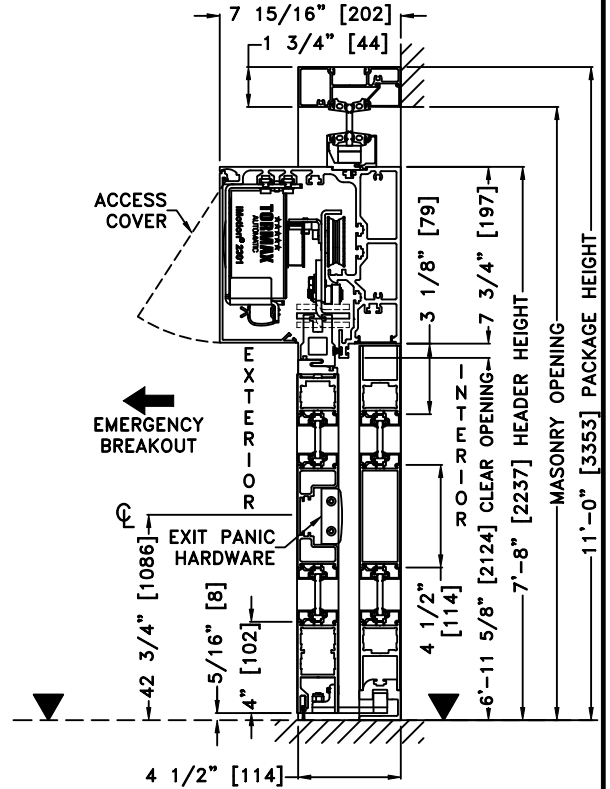 7 15/16" [202]
1 3/4" [44]
ACCESS
COVER
★★★★★
TORMAX
AUTOMATIC
iMotion® 2301
3 1/8" [79]
7 3/4" [197]
EXTERIOR
INTERIOR
EMERGENCY
BREAKOUT
℄
EXIT PANIC
HARDWARE
42 3/4" [1086]
5/16" [8]
4" [102]
4 1/2"
[114]
6'-11 5/8" [2124] CLEAR OPENING
7'-8" [2237] HEADER HEIGHT
MASONRY OPENING
11'-0" [3353] PACKAGE HEIGHT
4 1/2" [114]